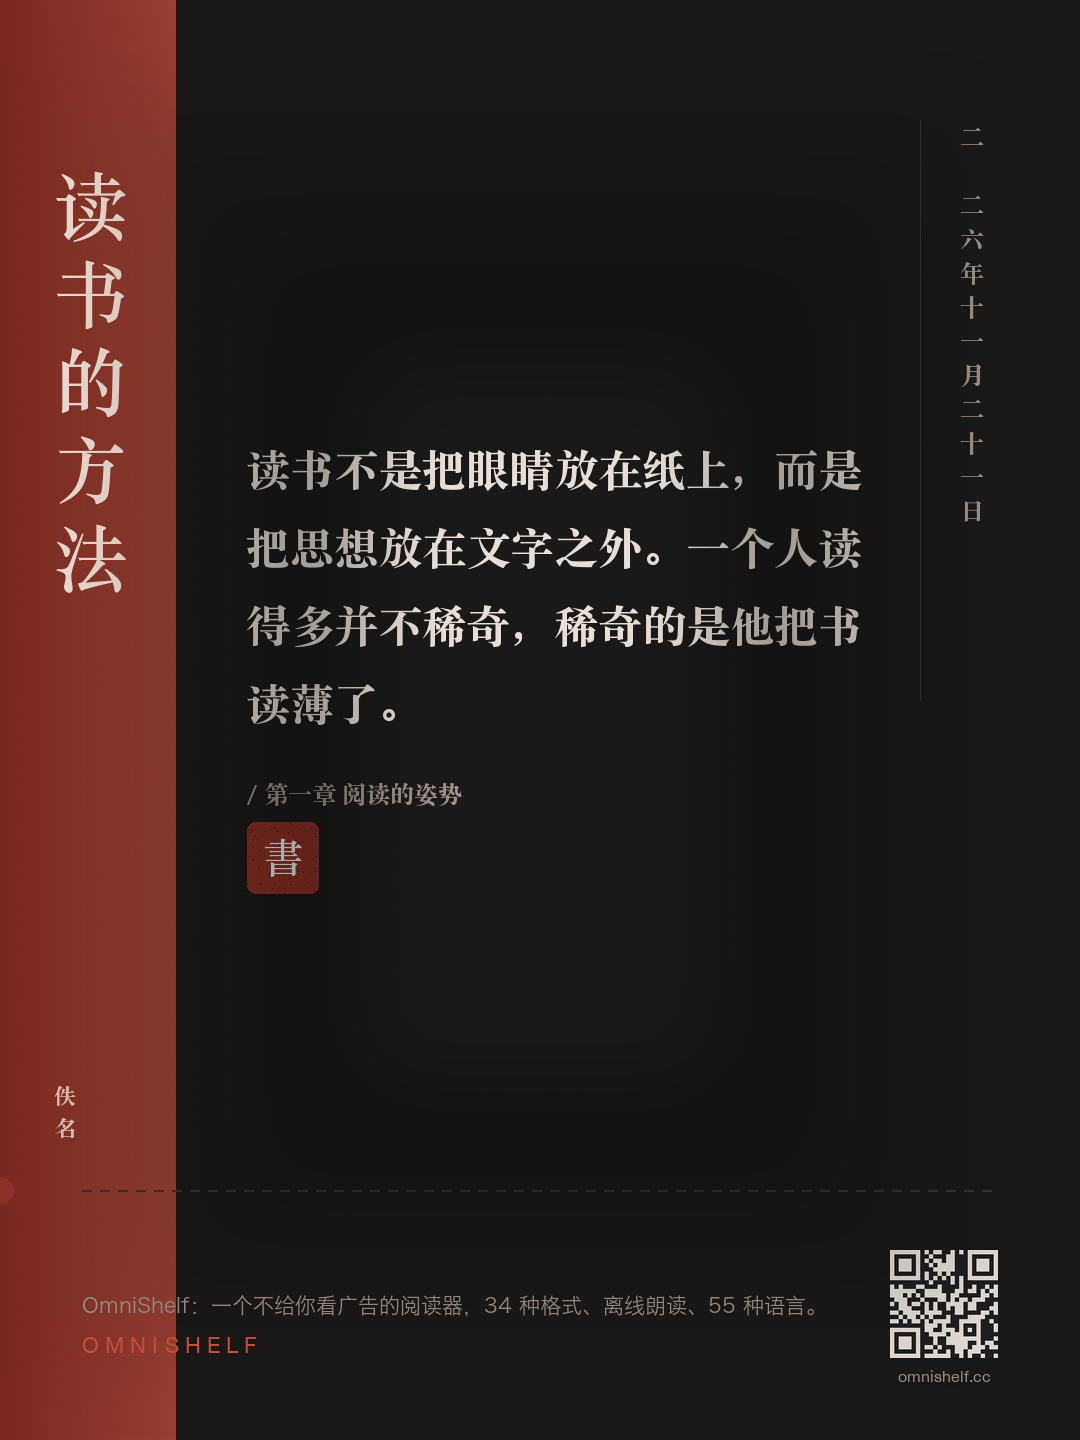 读书的方法
佚名
二 二六年十一月二十一日
读书不是把眼睛放在纸上，而是
把思想放在文字之外。一个人读
得多并不稀奇，稀奇的是他把书
读薄了。
/ 第一章 阅读的姿势
書
OmniShelf：一个不给你看广告的阅读器，34 种格式、离线朗读、55 种语言。
OMNISHELF
omnishelf.cc